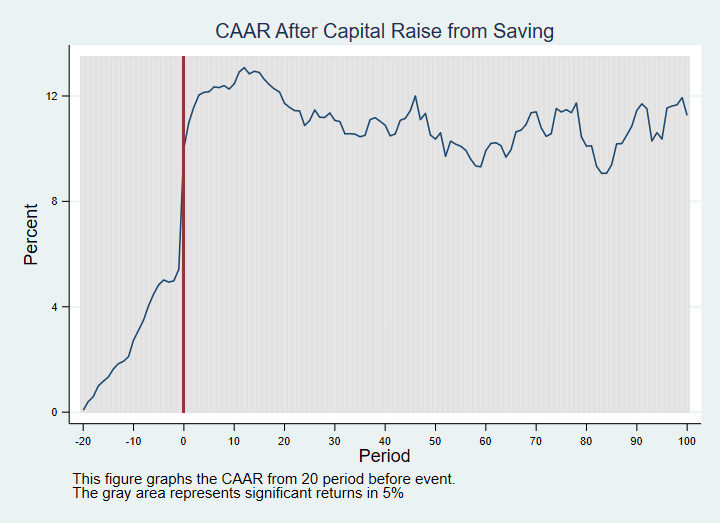 CAAR After Capital Raise from Saving
Percent
12
8
4
0
-20 -10 0 10 20 30 40 50 60 70 80 90 100
Period
This figure graphs the CAAR from 20 period before event.
The gray area represents significant returns in 5%